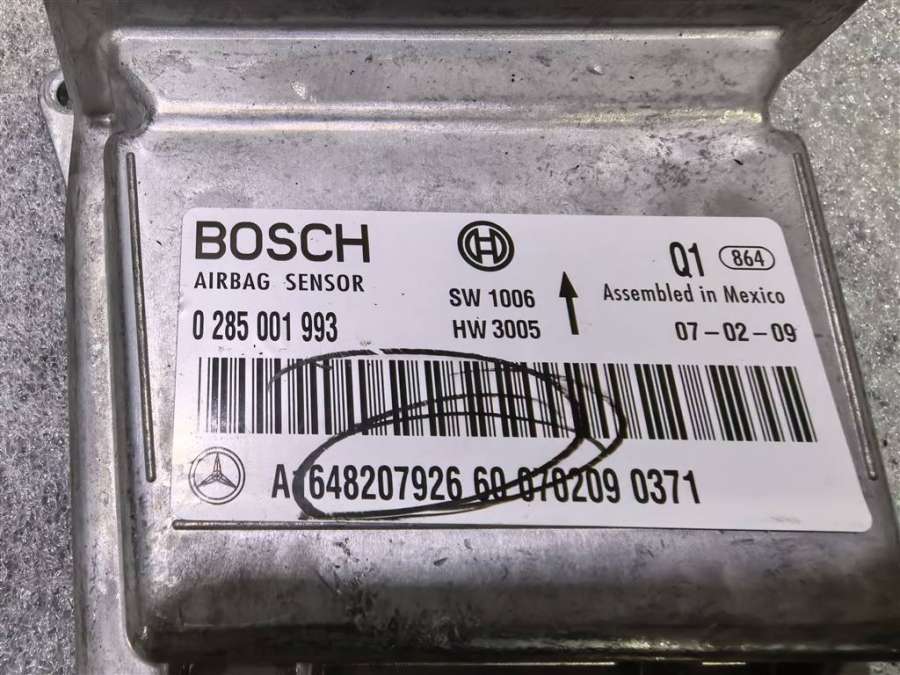 BOSCH
AIRBAG SENSOR
0 285 001 993
SW 1006
HW 3005
Q1 864
Assembled in Mexico
07-02-09
A1648207926 60 070209 0371